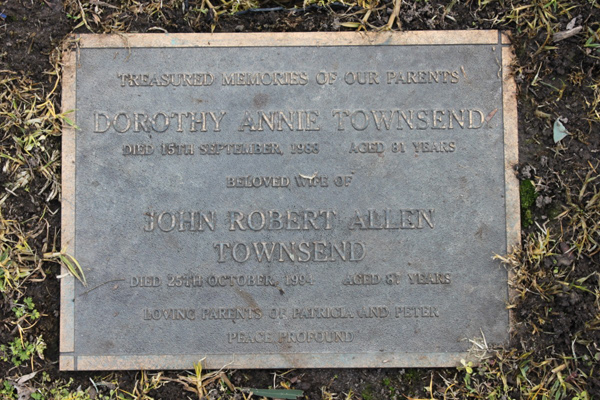 TREASURED MEMORIES OF OUR PARENTS
DOROTHY ANNIE TOWNSEND
DIED 15TH SEPTEMBER, 1988 AGED 81 YEARS
BELOVED WIFE OF
JOHN ROBERT ALLEN
TOWNSEND
DIED 25TH OCTOBER, 1994 AGED 87 YEARS
LOVING PARENTS OF PATRICIA AND PETER
PEACE PROFOUND